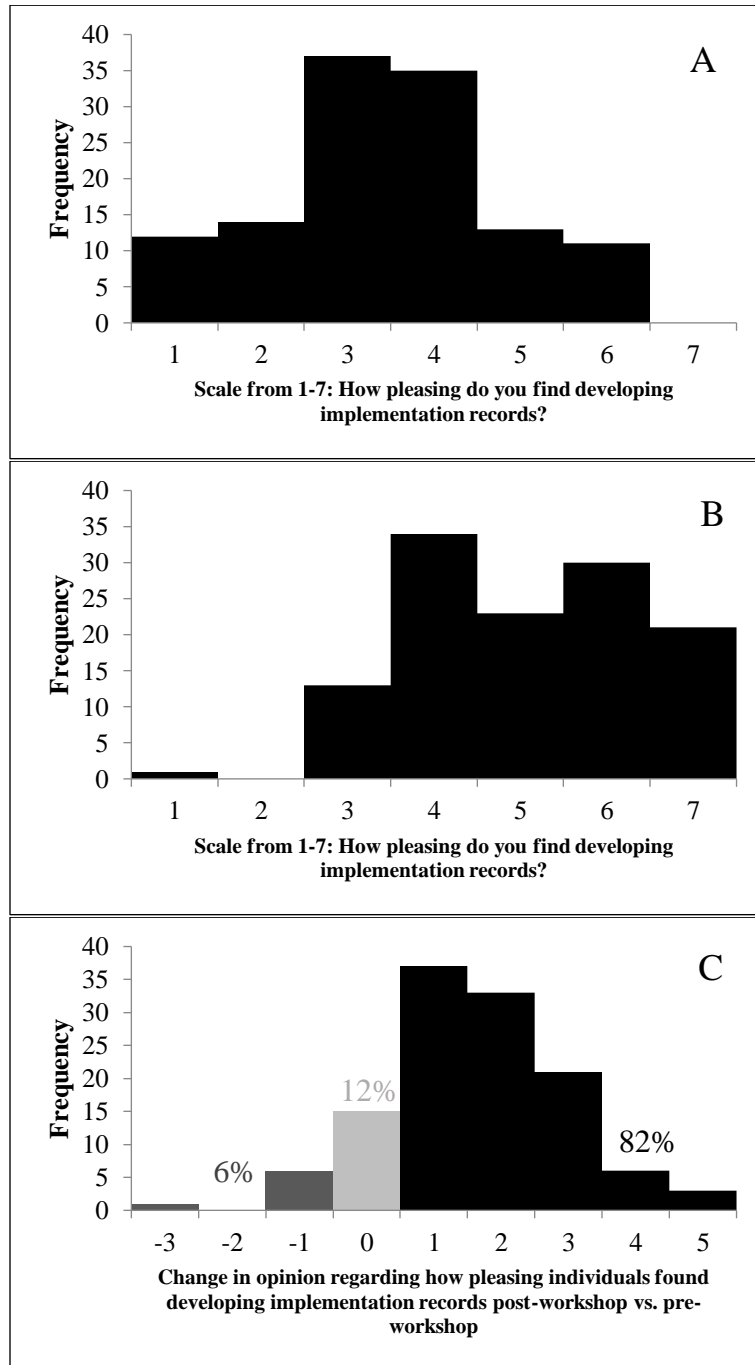 A
Frequency
40
35
30
25
20
15
10
5
0
1 2 3 4 5 6 7
Scale from 1-7: How pleasing do you find developing
implementation records?
B
Frequency
40
35
30
25
20
15
10
5
0
1 2 3 4 5 6 7
Scale from 1-7: How pleasing do you find developing
implementation records?
C
Frequency
40
35
30
25
20
15
10
5
0
6%
12%
82%
-3 -2 -1 0 1 2 3 4 5
Change in opinion regarding how pleasing individuals found
developing implementation records post-workshop vs. pre-
workshop